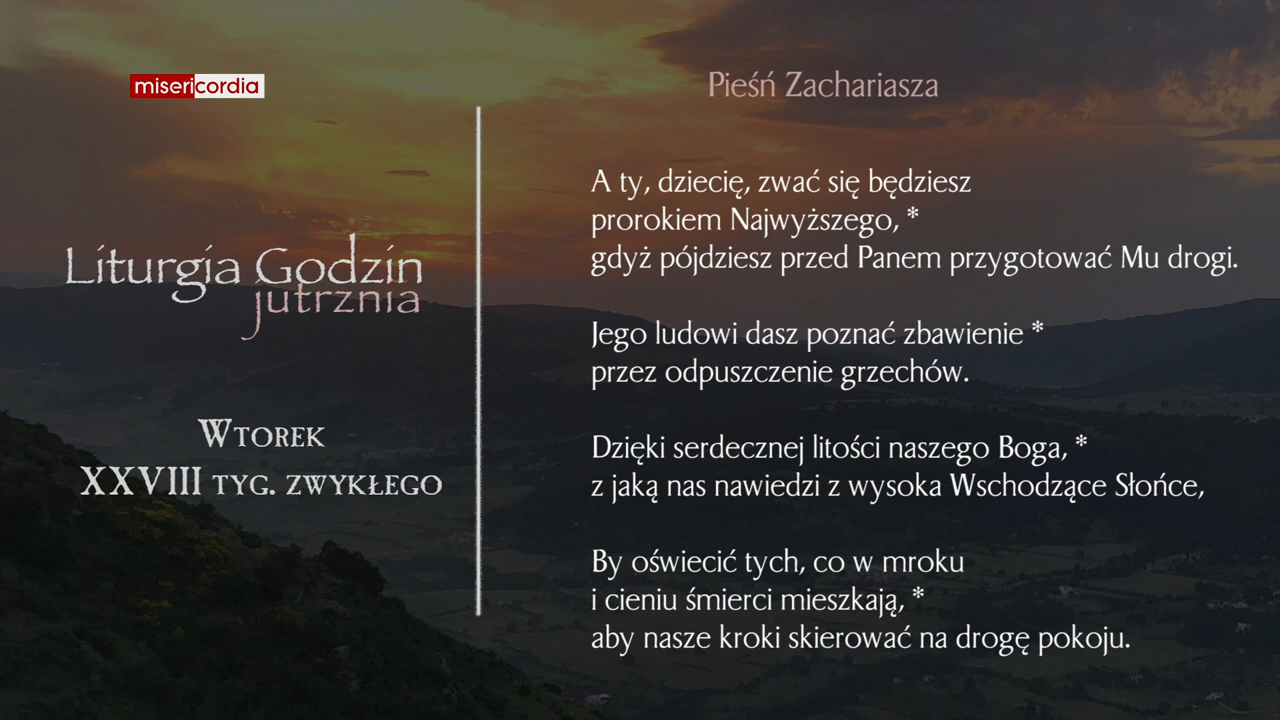 misericordia
Liturgia Godzin
jutrznia
Wtorek
XXVIII tyg. zwykłego
Pieśń Zachariasza
A ty, dziecię, zwać się będziesz
prorokiem Najwyższego, *
gdyż pójdziesz przed Panem przygotować Mu drogi.
Jego ludowi dasz poznać zbawienie *
przez odpuszczenie grzechów.
Dzięki serdecznej litości naszego Boga, *
z jaką nas nawiedzi z wysoka Wschodzące Słońce,
By oświecić tych, co w mroku
i cieniu śmierci mieszkają, *
aby nasze kroki skierować na drogę pokoju.